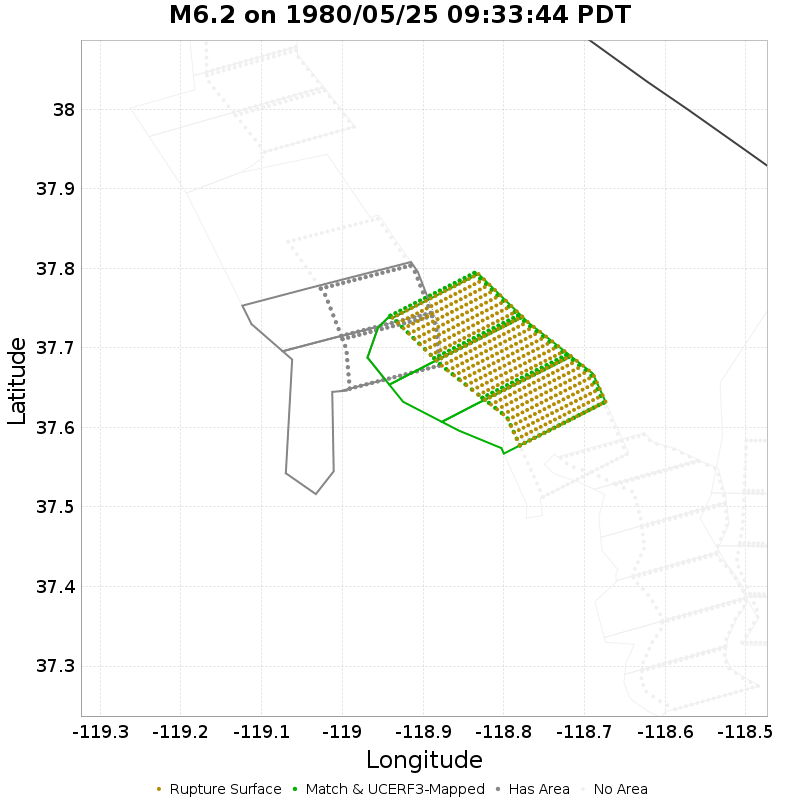 M6.2 on 1980/05/25 09:33:44 PDT
38
37.9
37.8
37.7
37.6
37.5
37.4
37.3
Latitude
-119.3 -119.2 -119.1 -119 -118.9 -118.8 -118.7 -118.6 -118.5
Longitude
Rupture Surface Match & UCERF3-Mapped Has Area No Area